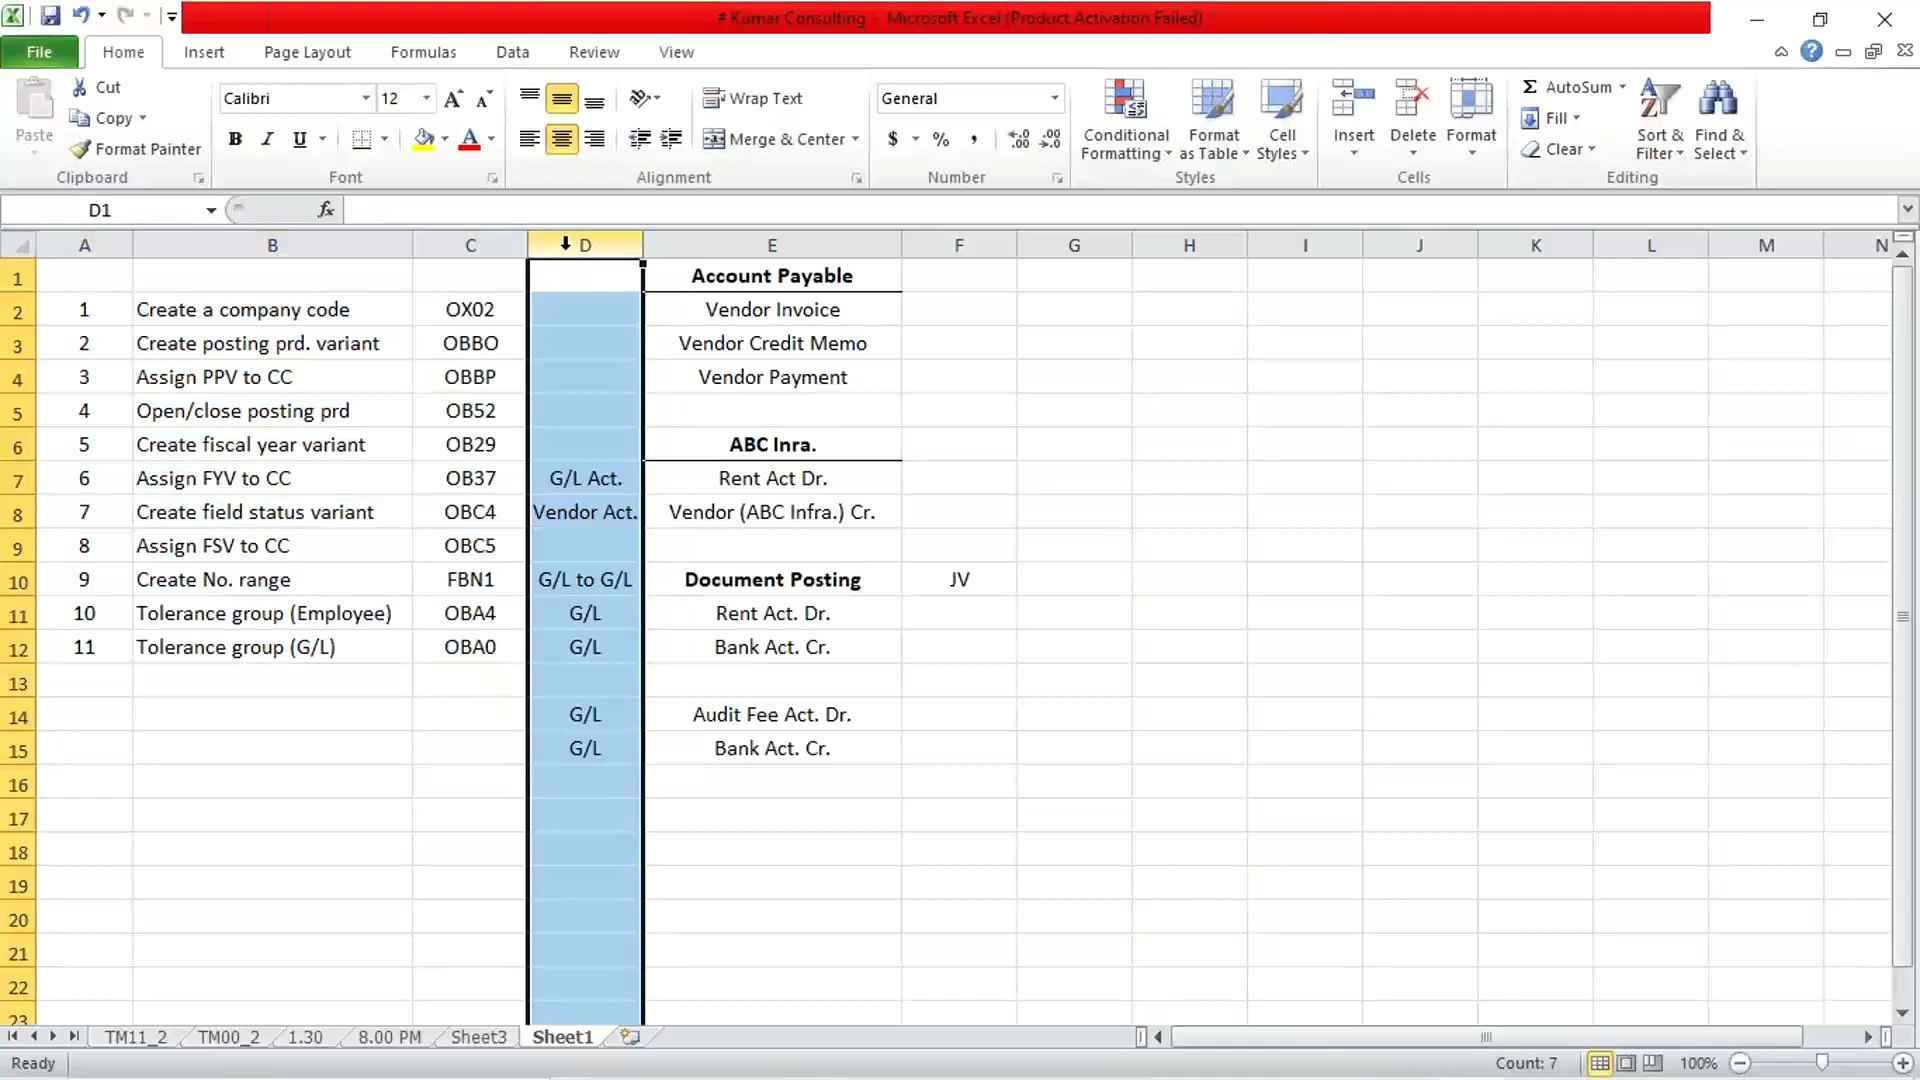 # Kumar Consulting - Microsoft Excel (Product Activation Failed)
File Home Insert Page Layout Formulas Data Review View
Paste
Cut
Copy
Format Painter
Clipboard
Calibri 12
B I U A
Font
Wrap Text
Merge & Center
Alignment
General
$ % ,
Number
Conditional Formatting
Format as Table
Cell Styles
Styles
Insert Delete Format
Cells
Σ AutoSum
Fill
Clear
Sort & Filter
Find & Select
Editing
D1 fx
A B C D E F G H I J K L M N
1 Account Payable
2 1 Create a company code OX02 Vendor Invoice
3 2 Create posting prd. variant OBBO Vendor Credit Memo
4 3 Assign PPV to CC OBBP Vendor Payment
5 4 Open/close posting prd OB52
6 5 Create fiscal year variant OB29 ABC Inra.
7 6 Assign FYV to CC OB37 G/L Act. Rent Act Dr.
8 7 Create field status variant OBC4 Vendor Act. Vendor (ABC Infra.) Cr.
9 8 Assign FSV to CC OBC5
10 9 Create No. range FBN1 G/L to G/L Document Posting JV
11 10 Tolerance group (Employee) OBA4 G/L Rent Act. Dr.
12 11 Tolerance group (G/L) OBA0 G/L Bank Act. Cr.
13
14 G/L Audit Fee Act. Dr.
15 G/L Bank Act. Cr.
16
17
18
19
20
21
22
23
TM11_2 TM00_2 1.30 8.00 PM Sheet3 Sheet1
Ready Count: 7 100%